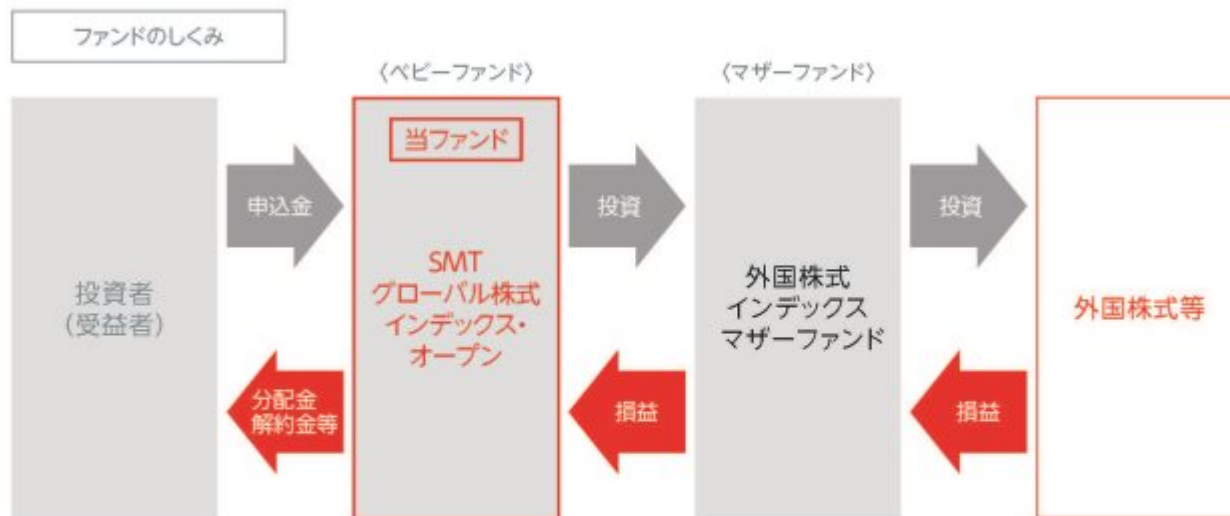 ファンドのしくみ
〈ベビーファンド〉
〈マザーファンド〉
当ファンド
申込金
投資
投資
投資者
(受益者)
SMT
グローバル株式
インデックス・
オープン
外国株式
インデックス
マザーファンド
外国株式等
分配金
解約金等
損益
損益